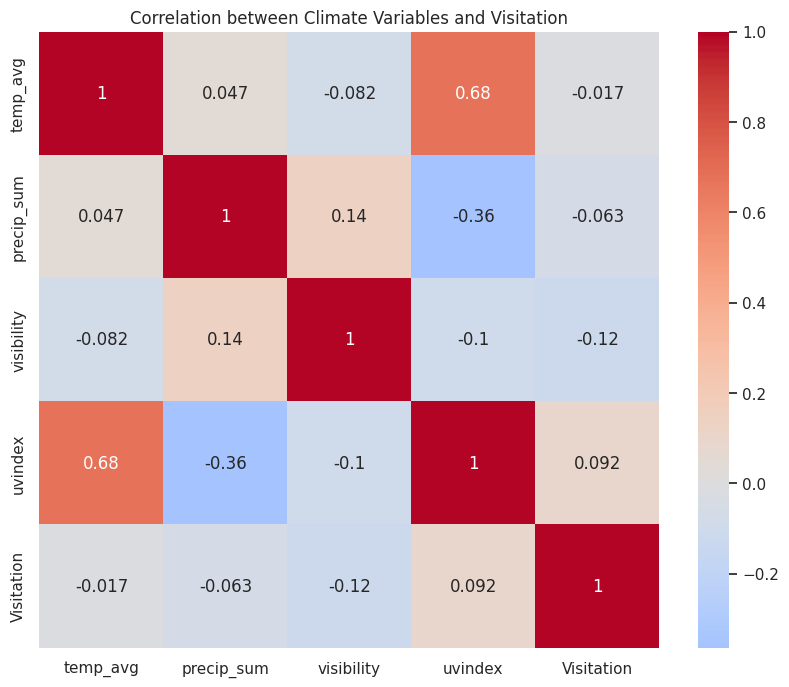 Correlation between Climate Variables and Visitation
temp_avg
1
0.047
-0.082
0.68
-0.017
precip_sum
0.047
1
0.14
-0.36
-0.063
visibility
-0.082
0.14
1
-0.1
-0.12
uvindex
0.68
-0.36
-0.1
1
0.092
Visitation
-0.017
-0.063
-0.12
0.092
1
temp_avg
precip_sum
visibility
uvindex
Visitation
1.0
0.8
0.6
0.4
0.2
0.0
−0.2